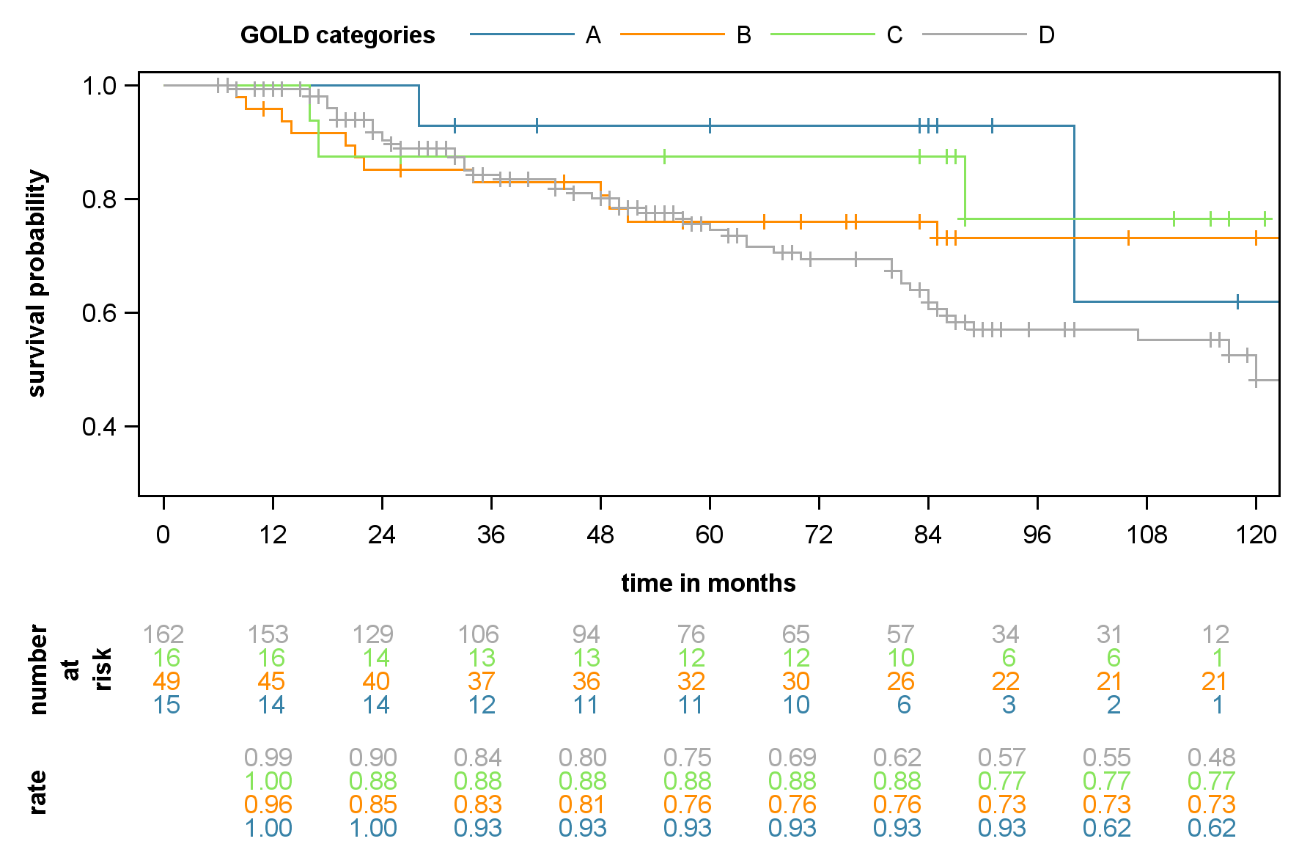 GOLD categories A B C D
1.0
0.8
0.6
0.4
survival probability
0 12 24 36 48 60 72 84 96 108 120
time in months
number
at
risk
162 153 129 106 94 76 65 57 34 31 12
16 16 14 13 13 12 12 10 6 6 1
49 45 40 37 36 32 30 26 22 21 21
15 14 14 12 11 11 10 6 3 2 1
rate
0.99 0.90 0.84 0.80 0.75 0.69 0.62 0.57 0.55 0.48
1.00 0.88 0.88 0.88 0.88 0.88 0.88 0.77 0.77 0.77
0.96 0.85 0.83 0.81 0.76 0.76 0.76 0.73 0.73 0.73
1.00 1.00 0.93 0.93 0.93 0.93 0.93 0.93 0.62 0.62